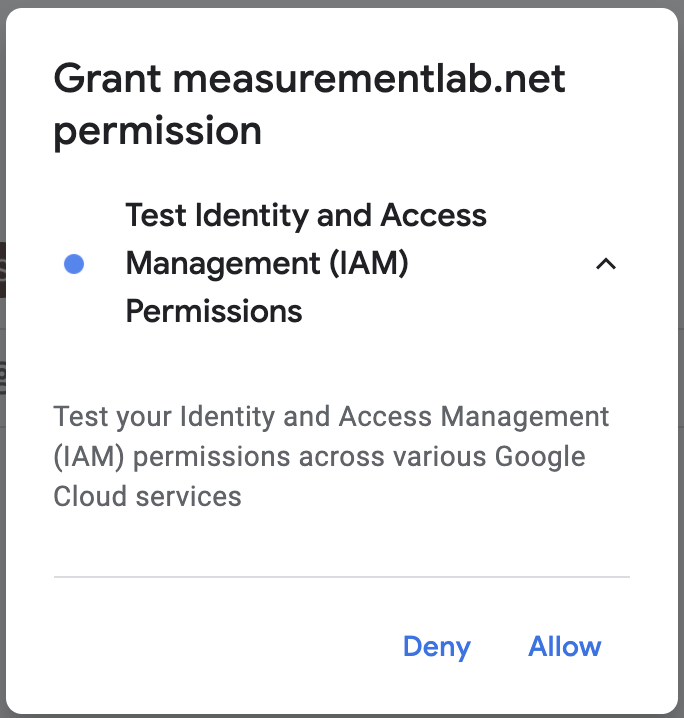 Grant measurementlab.net
permission
Test Identity and Access
Management (IAM)
Permissions
Test your Identity and Access Management
(IAM) permissions across various Google
Cloud services
Deny Allow